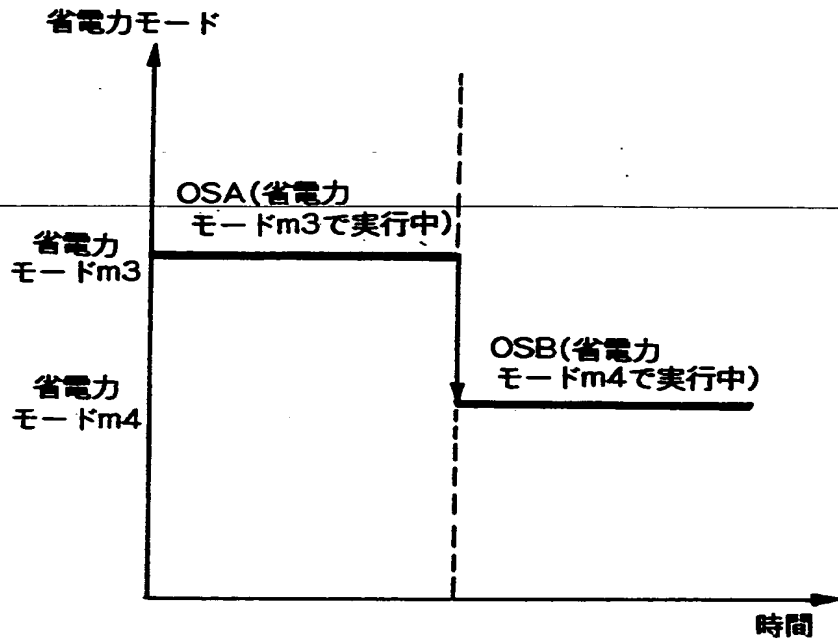 省電力モード
OSA(省電力
モードm3で実行中)
省電力
モードm3
OSB(省電力
モードm4で実行中)
省電力
モードm4
時間